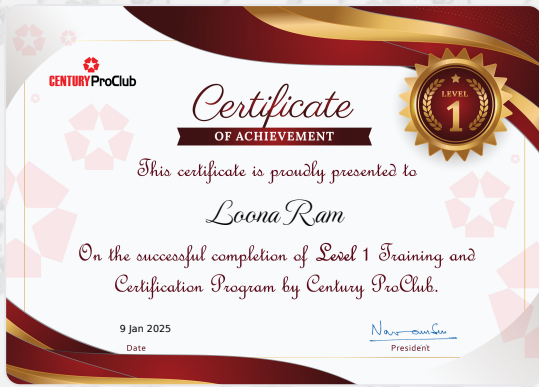 CENTURY ProClub
LEVEL
1
Certificate
OF ACHIEVEMENT
This certificate is proudly presented to
Loona Ram
On the successful completion of Level 1 Training and
Certification Program by Century ProClub.
9 Jan 2025
Date
President